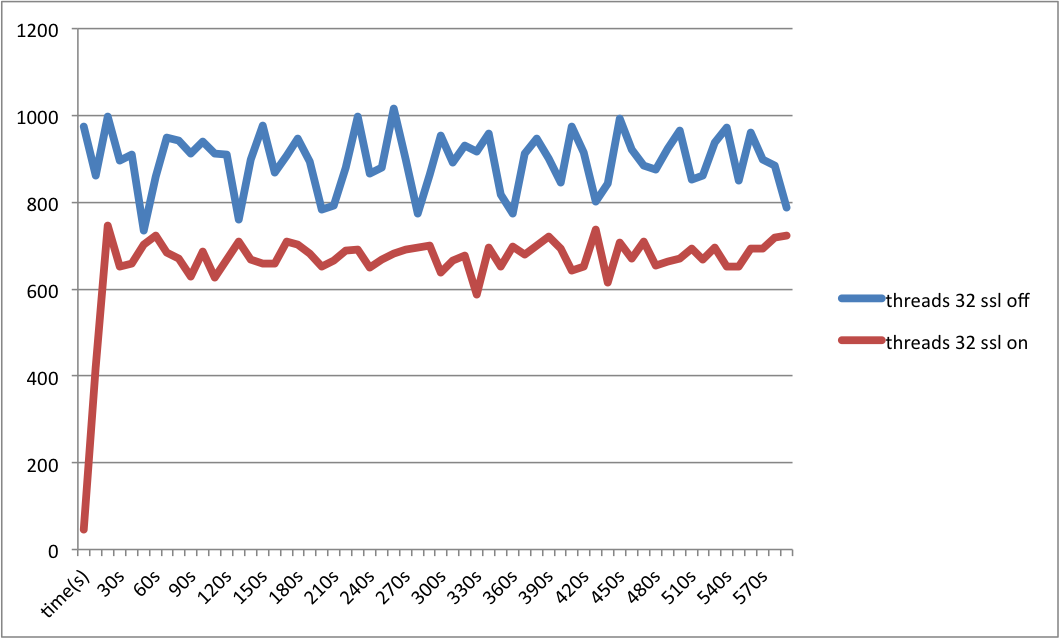 1200
1000
800
600
400
200
0
time(s)
30s
60s
90s
120s
150s
180s
210s
240s
270s
300s
330s
360s
390s
420s
450s
480s
510s
540s
570s
threads 32 ssl off
threads 32 ssl on